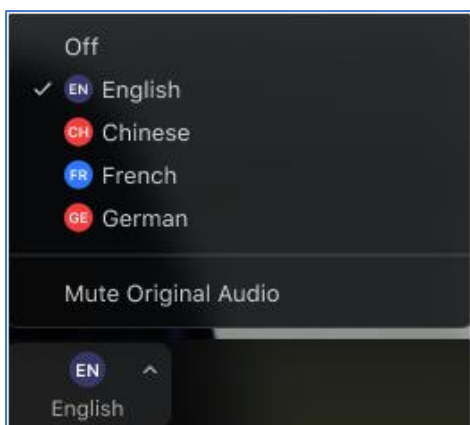 Off
EN English
CH Chinese
FR French
GE German
Mute Original Audio
EN
English